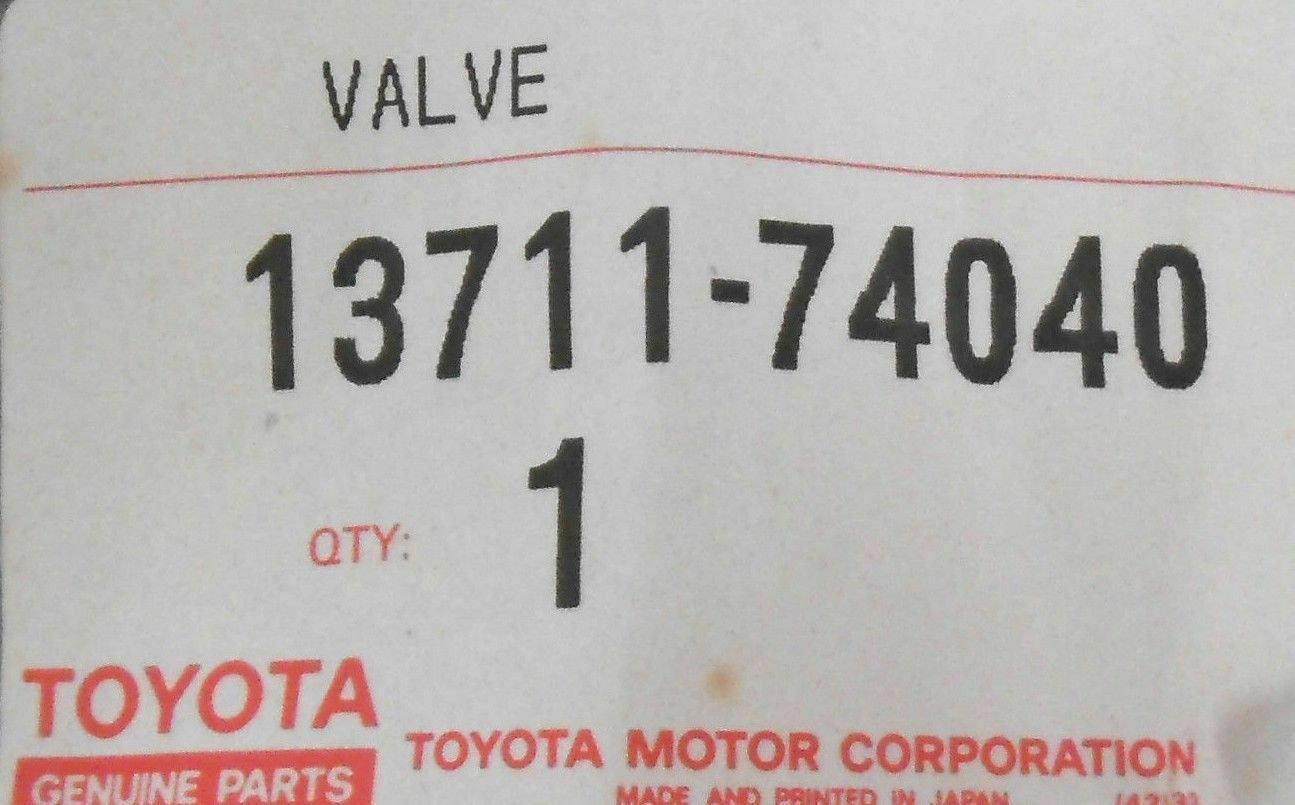 VALVE
13711-74040
QTY: 1
TOYOTA
GENUINE PARTS
TOYOTA MOTOR CORPORATION
MADE AND PRINTED IN JAPAN